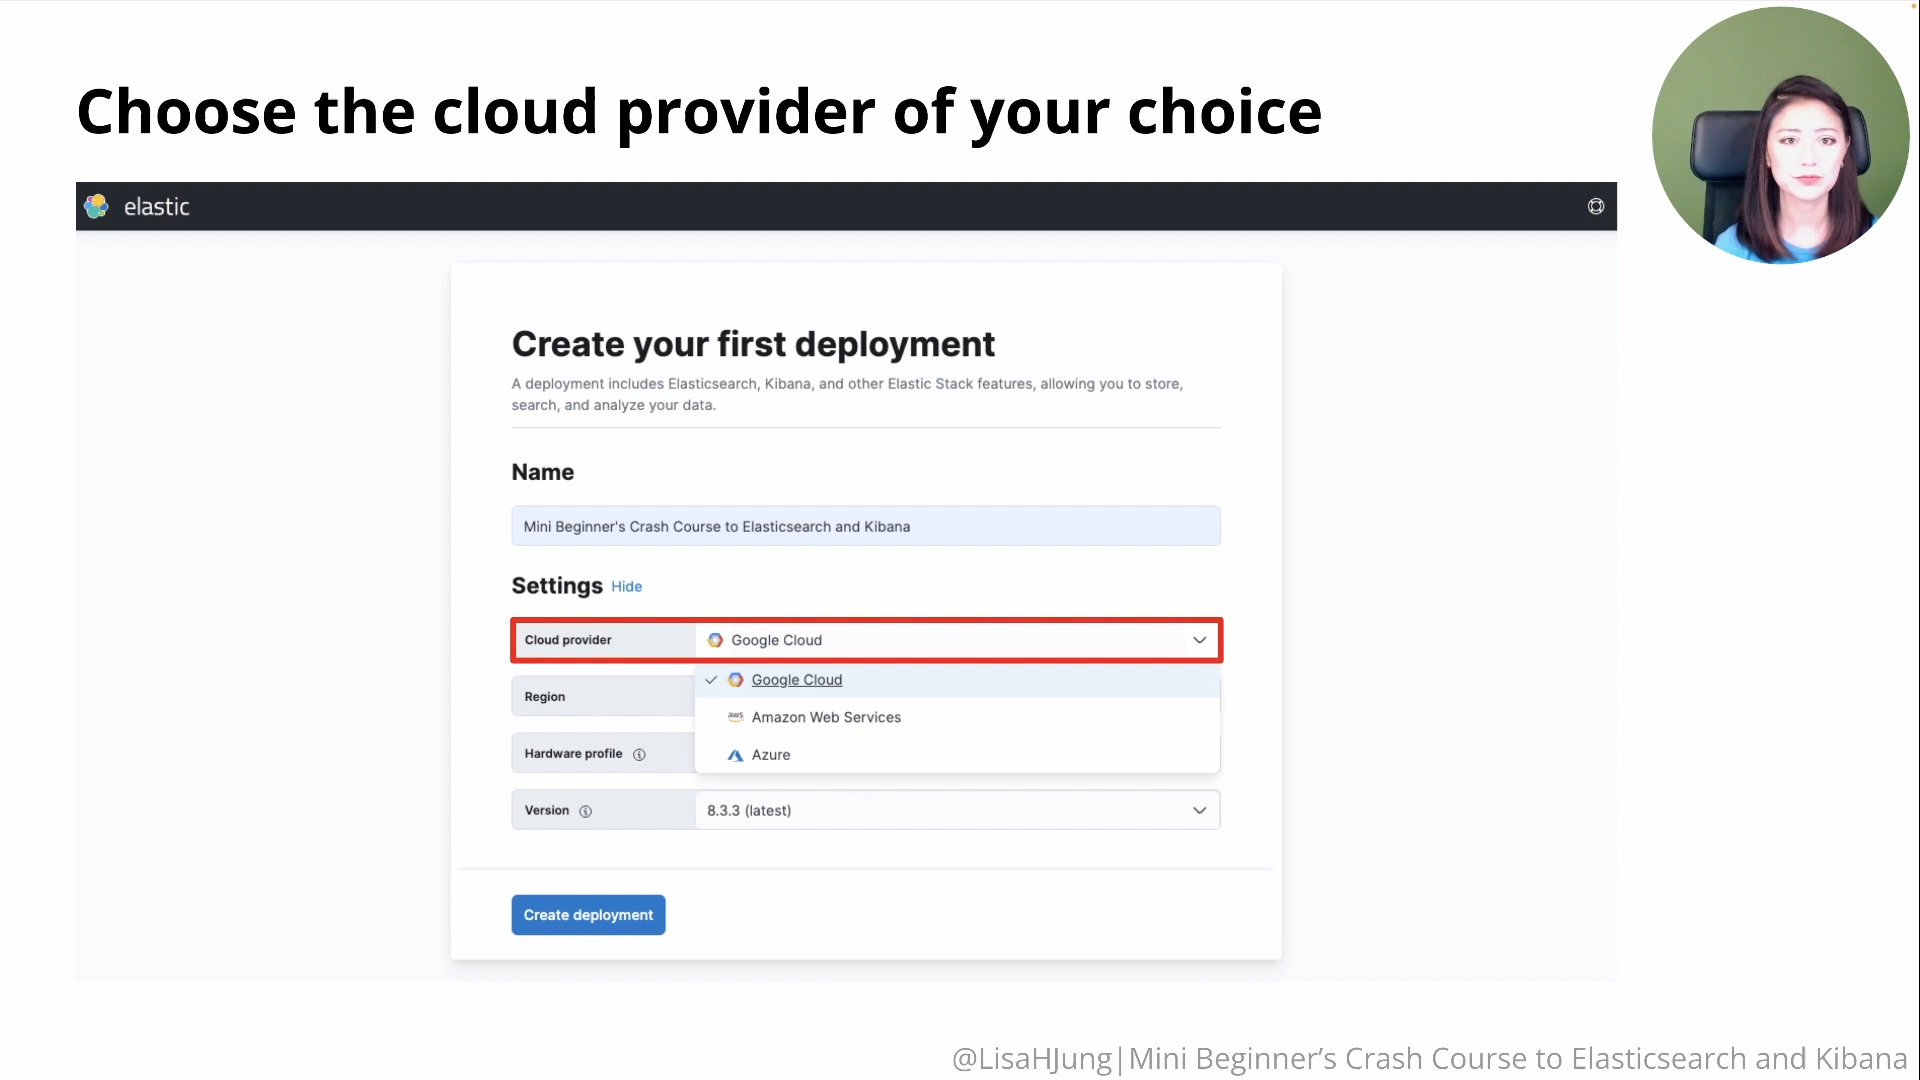 Choose the cloud provider of your choice
elastic
Create your first deployment
A deployment includes Elasticsearch, Kibana, and other Elastic Stack features, allowing you to store,
search, and analyze your data.
Name
Mini Beginner's Crash Course to Elasticsearch and Kibana
Settings Hide
Cloud provider Google Cloud
Google Cloud
Region
aws Amazon Web Services
Hardware profile
Azure
Version 8.3.3 (latest)
Create deployment
@LisaHJung|Mini Beginner’s Crash Course to Elasticsearch and Kibana